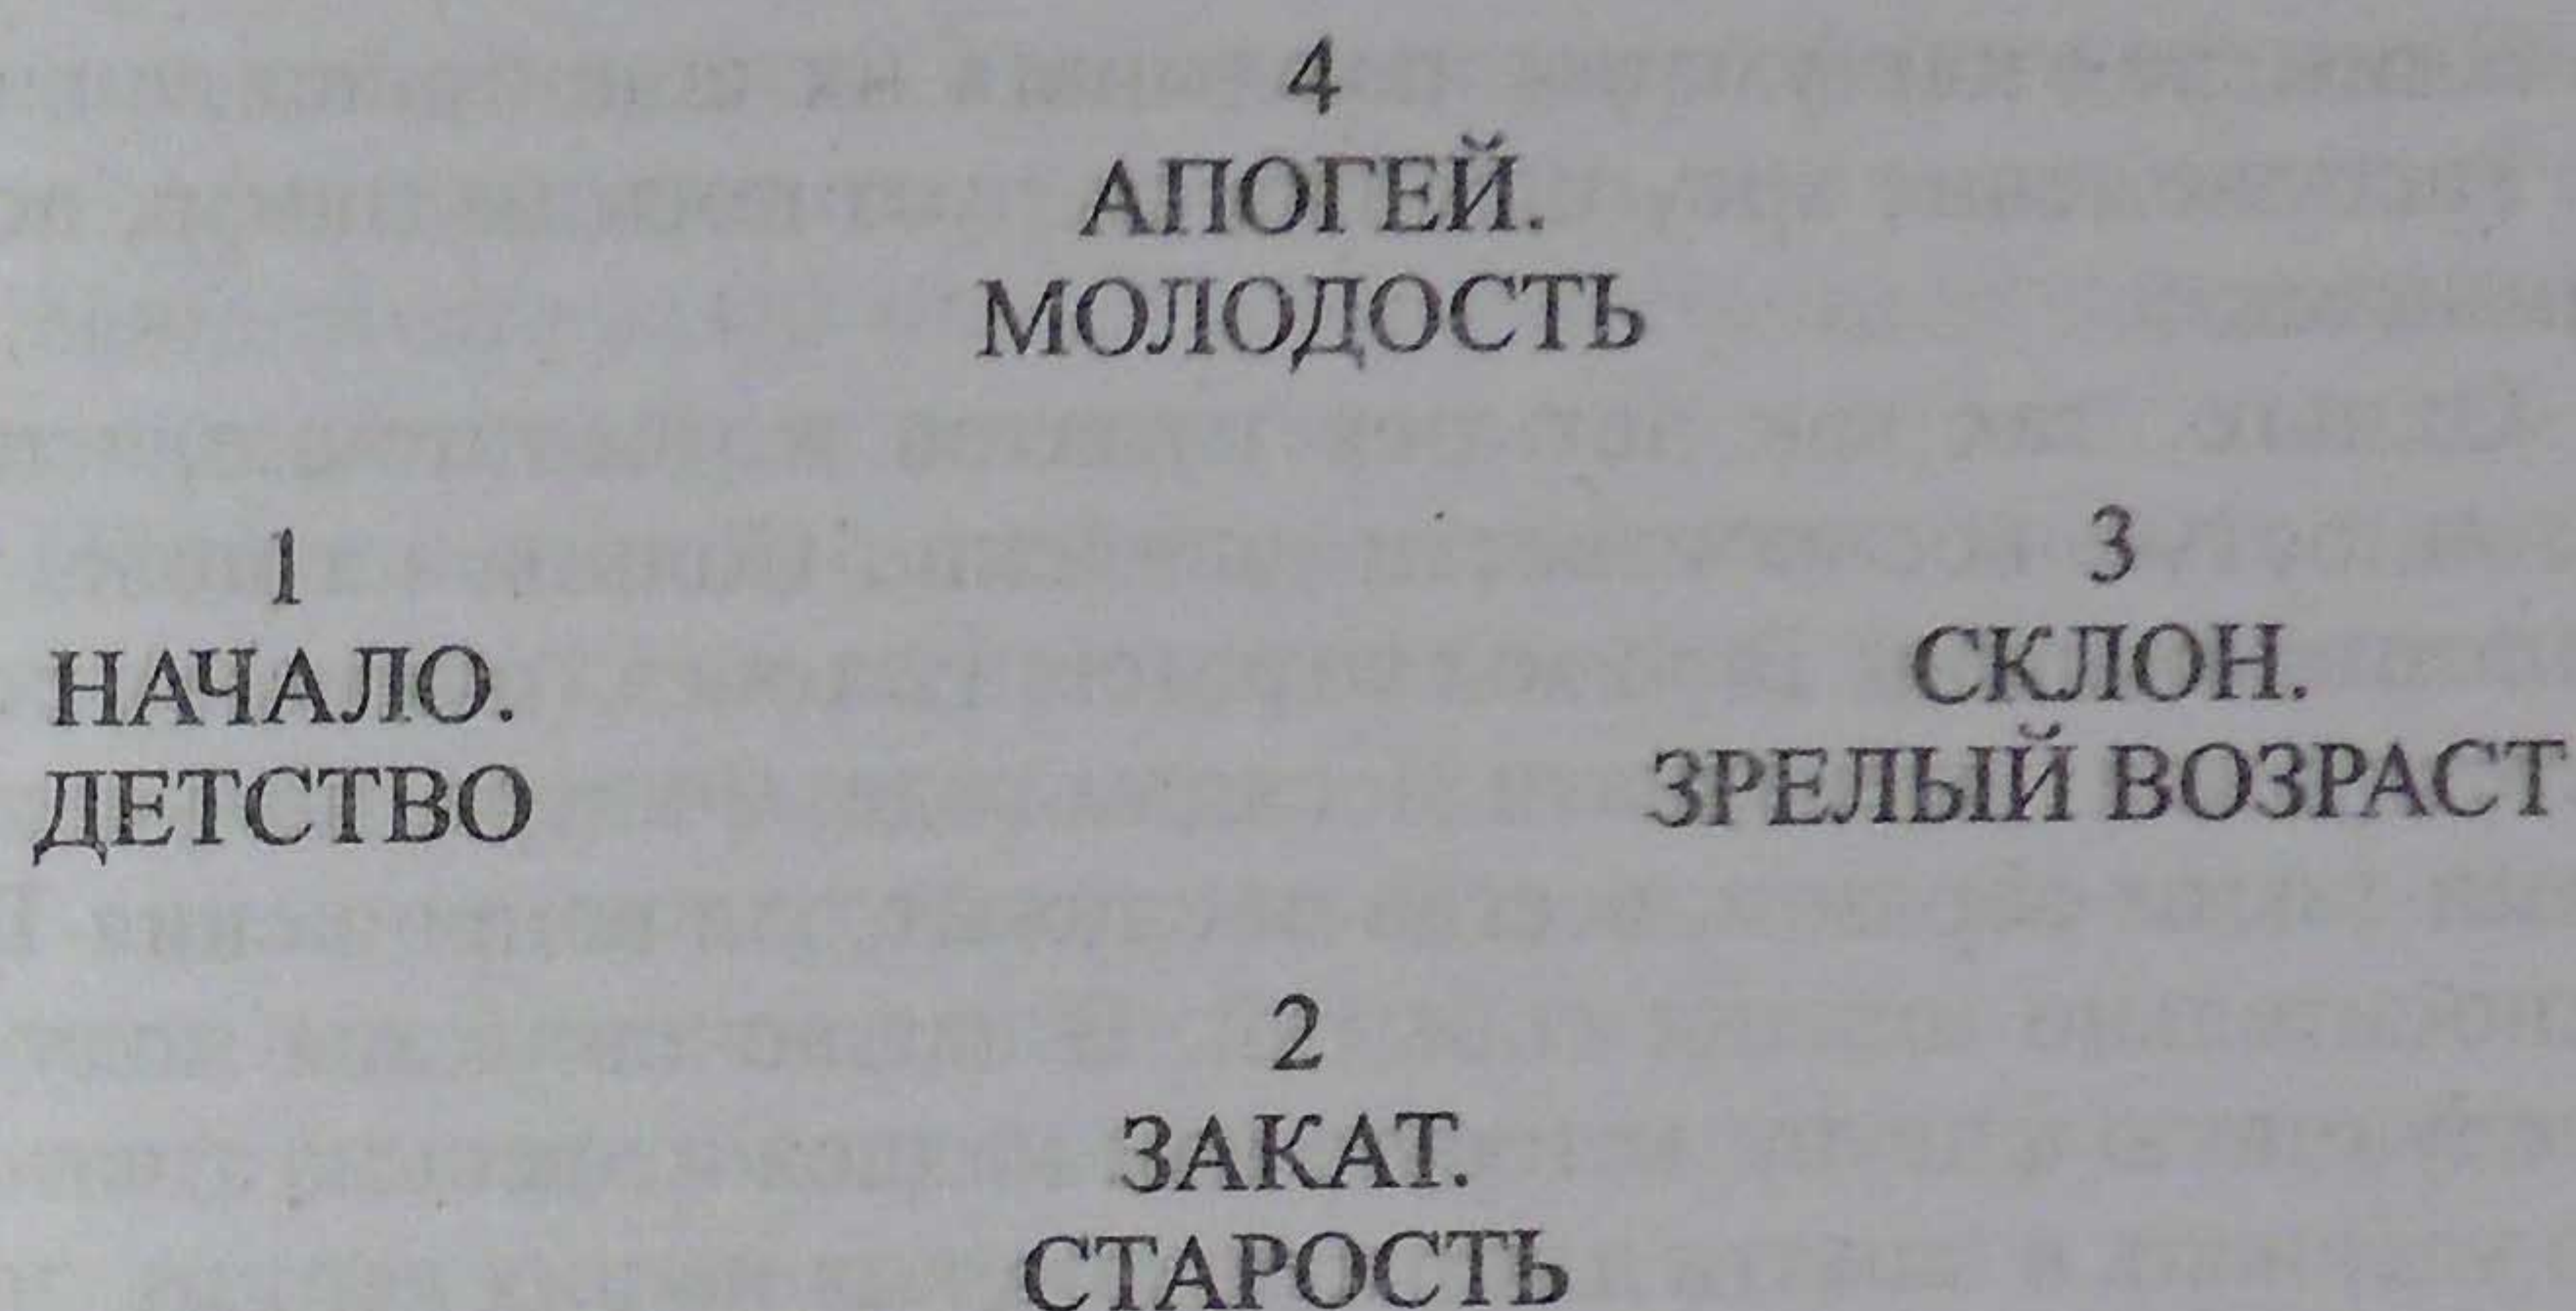 4
АПОГЕЙ.
МОЛОДОСТЬ
1
НАЧАЛО.
ДЕТСТВО
3
СКЛОН.
ЗРЕЛЫЙ ВОЗРАСТ
2
ЗАКАТ.
СТАРОСТЬ